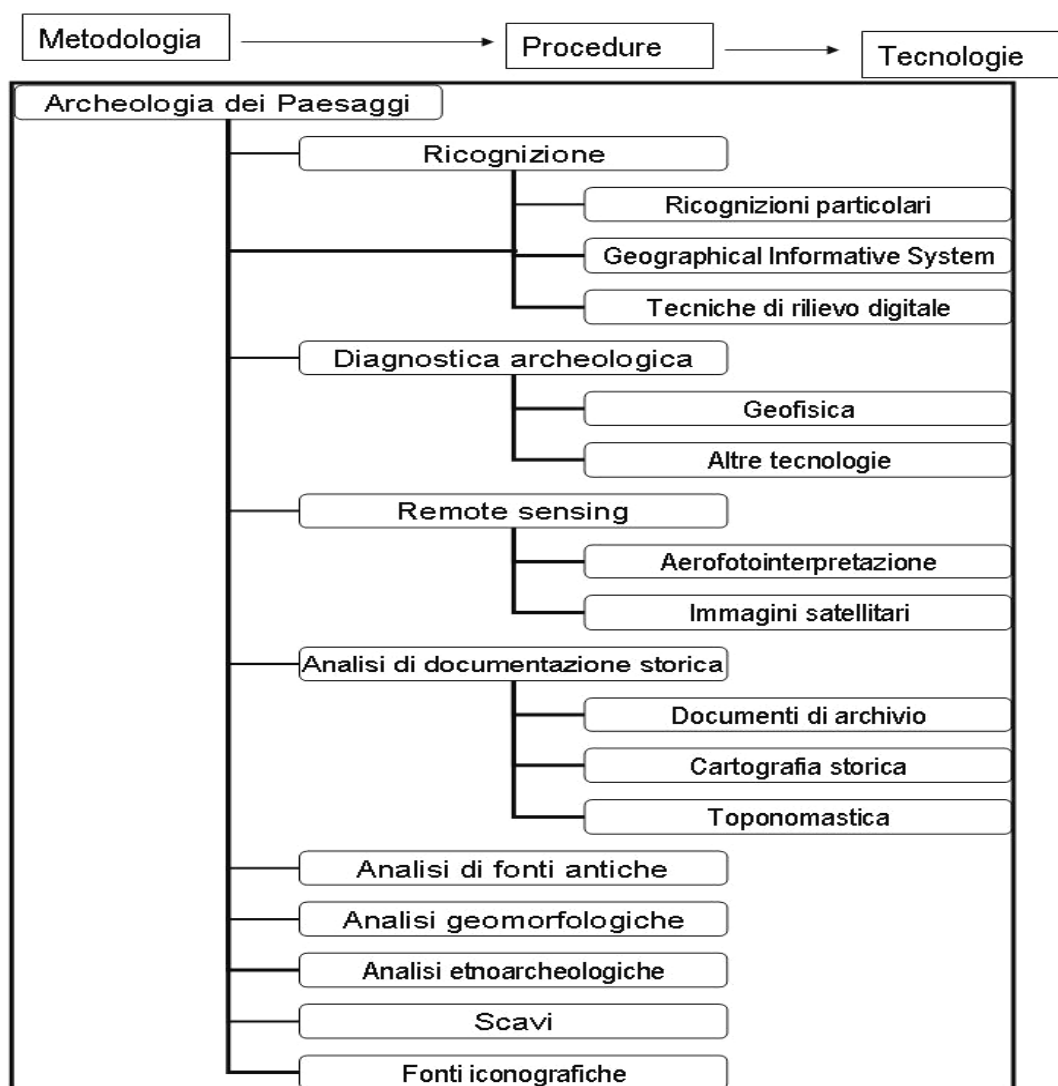 Metodologia
Procedure
Tecnologie
Archeologia dei Paesaggi
Ricognizione
Ricognizioni particolari
Geographical Informative System
Tecniche di rilievo digitale
Diagnostica archeologica
Geofisica
Altre tecnologie
Remote sensing
Aerofotointerpretazione
Immagini satellitari
Analisi di documentazione storica
Documenti di archivio
Cartografia storica
Toponomastica
Analisi di fonti antiche
Analisi geomorfologiche
Analisi etnoarcheologiche
Scavi
Fonti iconografiche